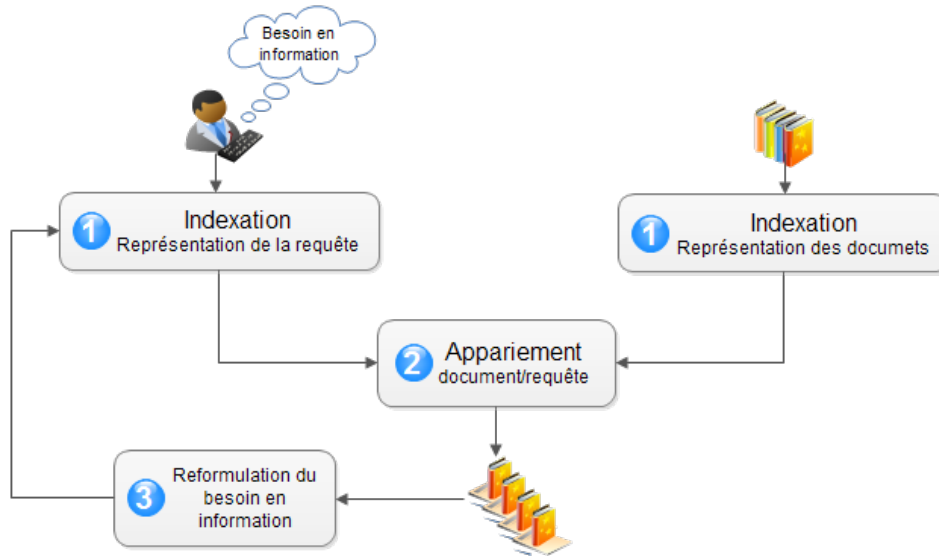 Besoin en
information
1
Indexation
Représentation de la requête
1
Indexation
Représentation des documets
2
Appariement
document/requête
3
Reformulation du
besoin en
information